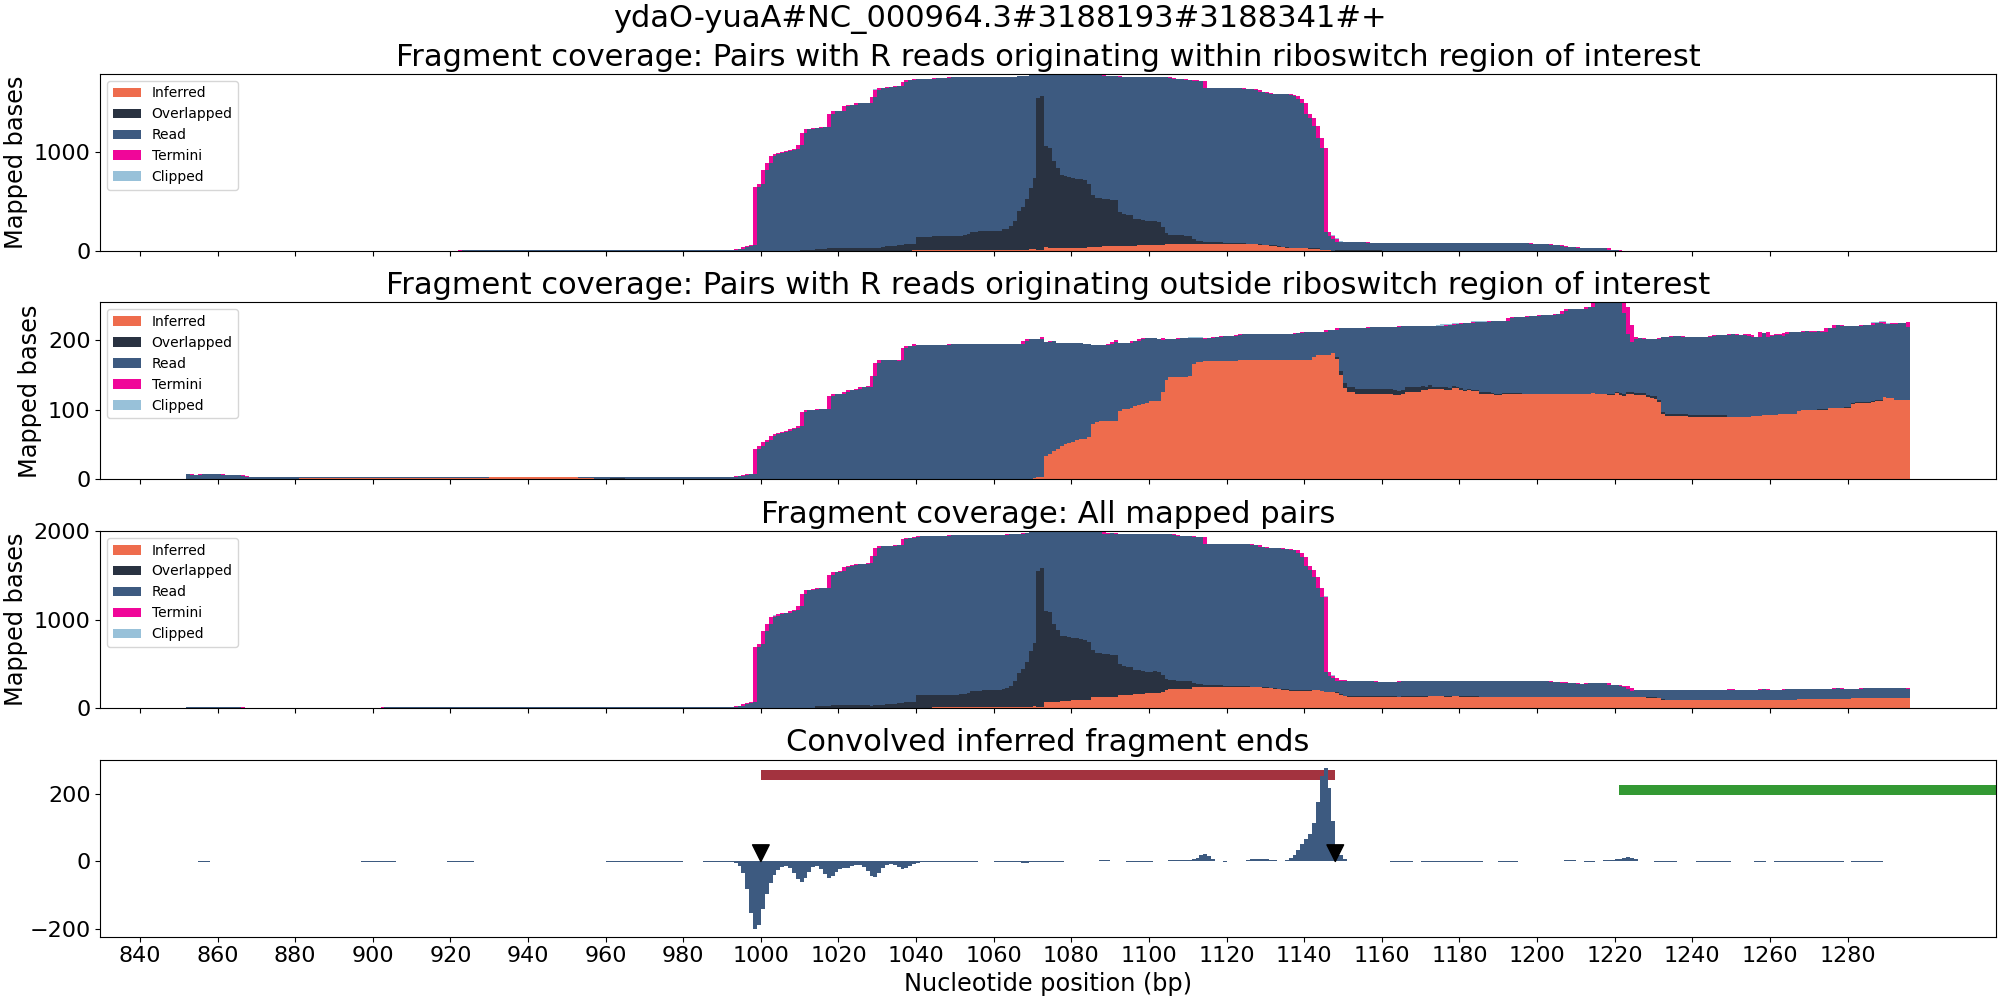 ydaO-yuaA#NC_000964.3#3188193#3188341#+
Fragment coverage: Pairs with R reads originating within riboswitch region of interest
Mapped bases
1000
0
Inferred
Overlapped
Read
Termini
Clipped
Fragment coverage: Pairs with R reads originating outside riboswitch region of interest
Mapped bases
200
100
0
Inferred
Overlapped
Read
Termini
Clipped
Fragment coverage: All mapped pairs
Mapped bases
2000
1000
0
Inferred
Overlapped
Read
Termini
Clipped
Convolved inferred fragment ends
200
0
−200
840 860 880 900 920 940 960 980 1000 1020 1040 1060 1080 1100 1120 1140 1160 1180 1200 1220 1240 1260 1280
Nucleotide position (bp)